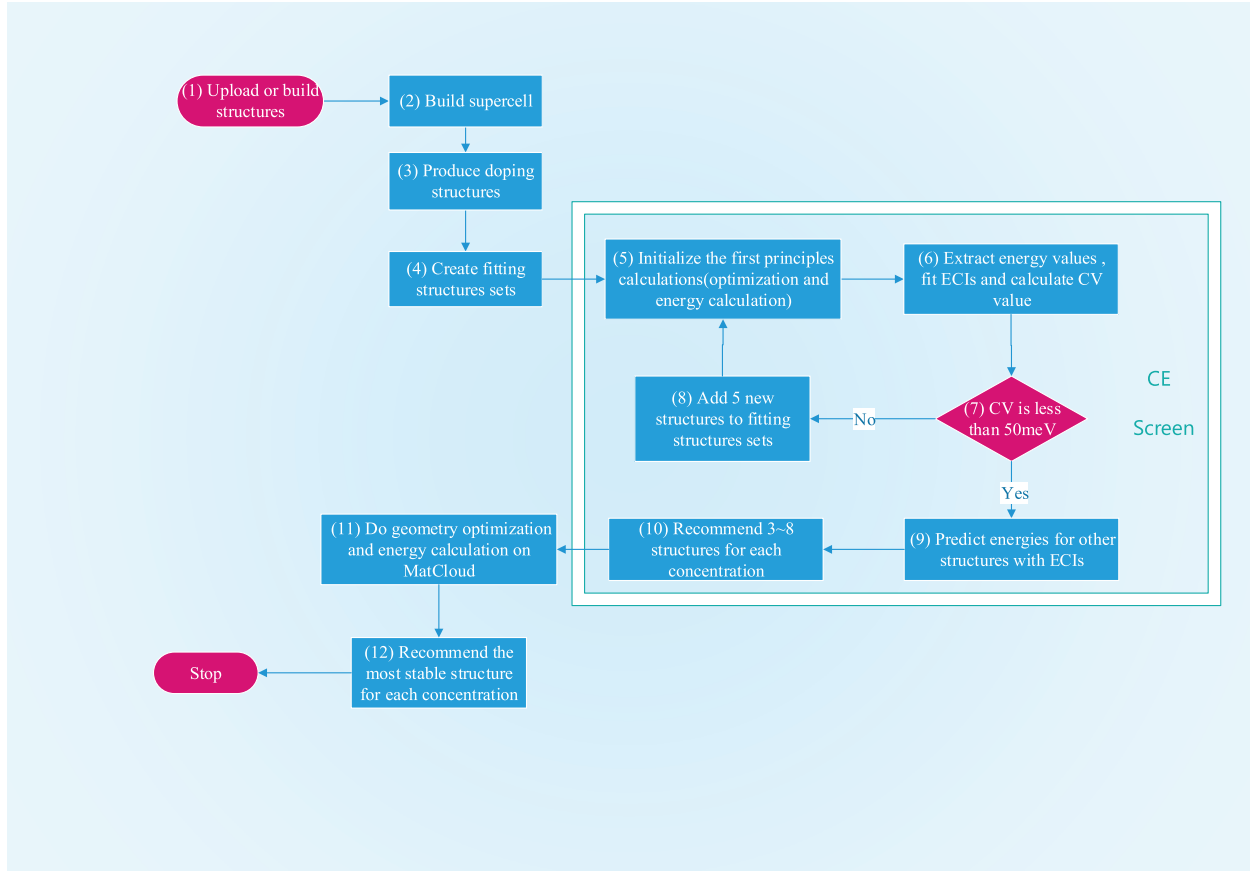 (1) Upload or build
structures
(2) Build supercell
(3) Produce doping
structures
(4) Create fitting
structures sets
(5) Initialize the first principles
calculations(optimization and
energy calculation)
(6) Extract energy values ,
fit ECIs and calculate CV
value
(7) CV is less
than 50meV
No
(8) Add 5 new
structures to fitting
structures sets
CE
Screen
Yes
(9) Predict energies for other
structures with ECIs
(10) Recommend 3~8
structures for each
concentration
(11) Do geometry optimization
and energy calculation on
MatCloud
(12) Recommend the
most stable structure
for each concentration
Stop